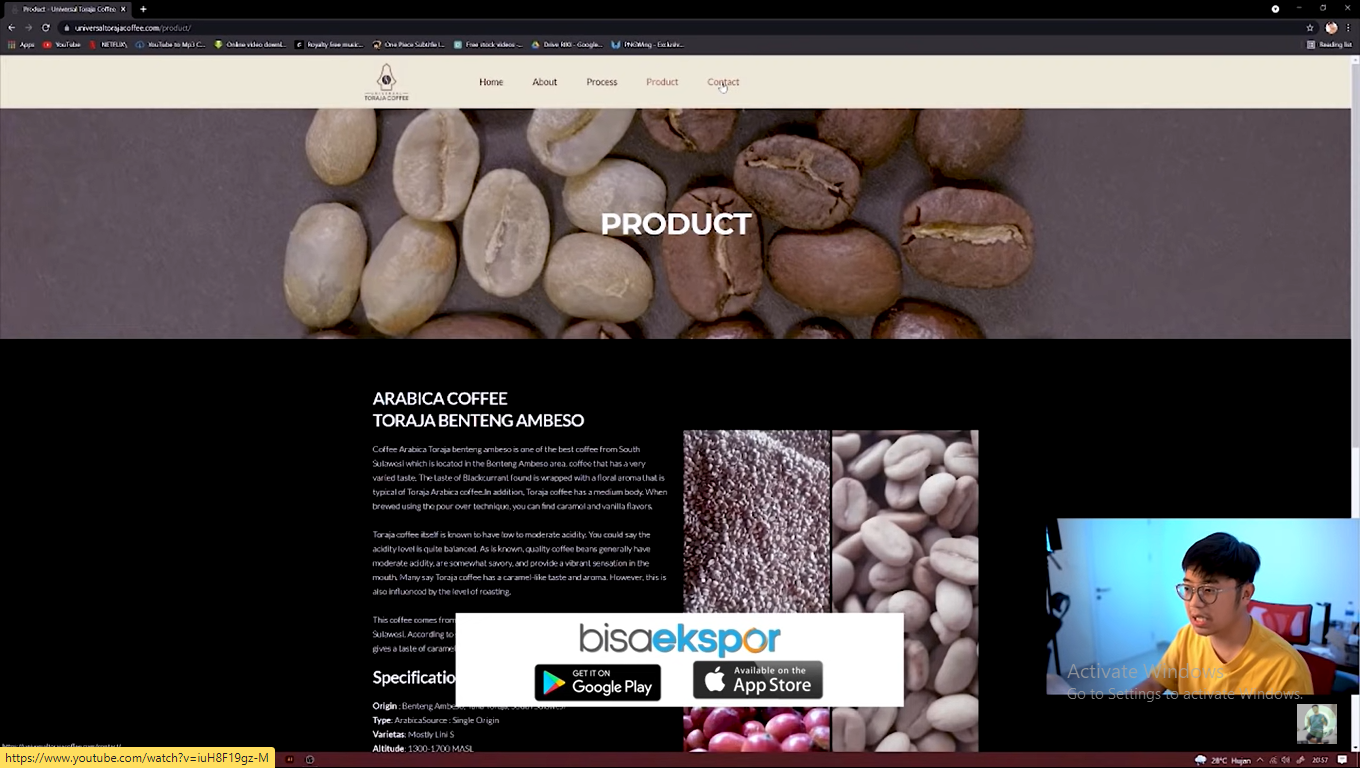 Product - Universal Toraja Coffee
universaltorajacoffee.com/product/
Apps YouTube NETFLIX YouTube to Mp3 C... Online video downl... Royalty free music... One Piece Subtitle I... Free stock videos -... Drive RIXI - Google... PNGWing - Exclusiv... Reading list
TORAJA COFFEE
Home About Process Product Contact
PRODUCT
ARABICA COFFEE
TORAJA BENTENG AMBESO
Coffee Arabica Toraja benteng ambeso is one of the best coffee from South
Sulawesi which is located in the Benteng Ambeso area, coffee that has a very
varied taste. The taste of Blackcurrant found is wrapped with a floral aroma that is
typical of Toraja Arabica coffee.In addition, Toraja coffee has a medium body. When
brewed using the pour over technique, you can find caramel and vanilla flavors.
Toraja coffee itself is known to have low to moderate acidity. You could say the
acidity level is quite balanced. As is known, quality coffee beans generally have
moderate acidity, are somewhat savory, and provide a vibrant sensation in the
mouth. Many say Toraja coffee has a caramel-like taste and aroma. However, this is
also influenced by the level of roasting.
This coffee comes from
Sulawesi. According to
gives a taste of caramel
Specificatio
Origin : Benteng Ambeso, Tana Toraja, South Sulawesi
Type: ArabicaSource : Single Origin
Varietas: Mostly Lini S
Altitude: 1300-1700 MASL
bisaekspor
GET IT ON
Google Play
Available on the
App Store
Activate Windows
Go to Settings to activate Windows.
https://www.youtube.com/watch?v=iuH8F19gz-M
28°C Hujan 20:57